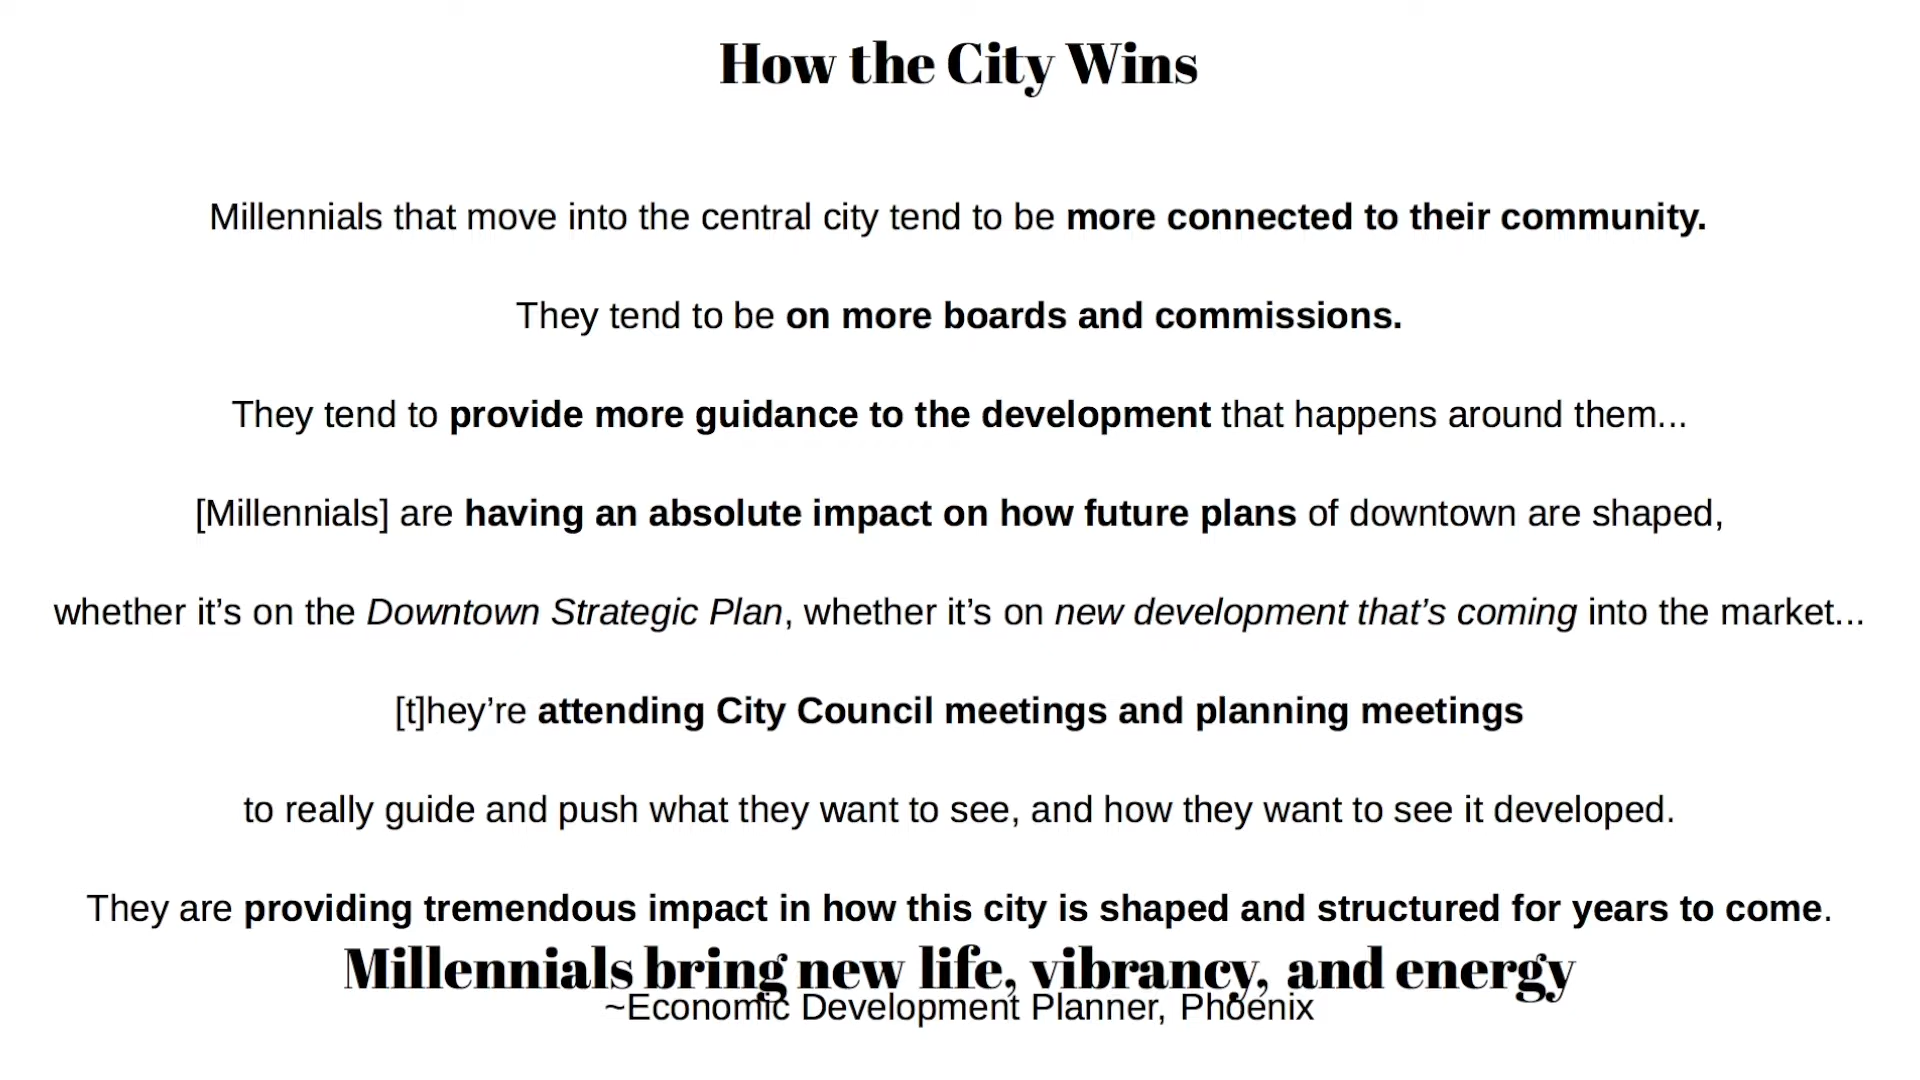 How the City Wins
Millennials that move into the central city tend to be more connected to their community.
They tend to be on more boards and commissions.
They tend to provide more guidance to the development that happens around them...
[Millennials] are having an absolute impact on how future plans of downtown are shaped,
whether it’s on the Downtown Strategic Plan, whether it’s on new development that’s coming into the market...
[t]hey’re attending City Council meetings and planning meetings
to really guide and push what they want to see, and how they want to see it developed.
They are providing tremendous impact in how this city is shaped and structured for years to come.
Millennials bring new life, vibrancy, and energy
~Economic Development Planner, Phoenix